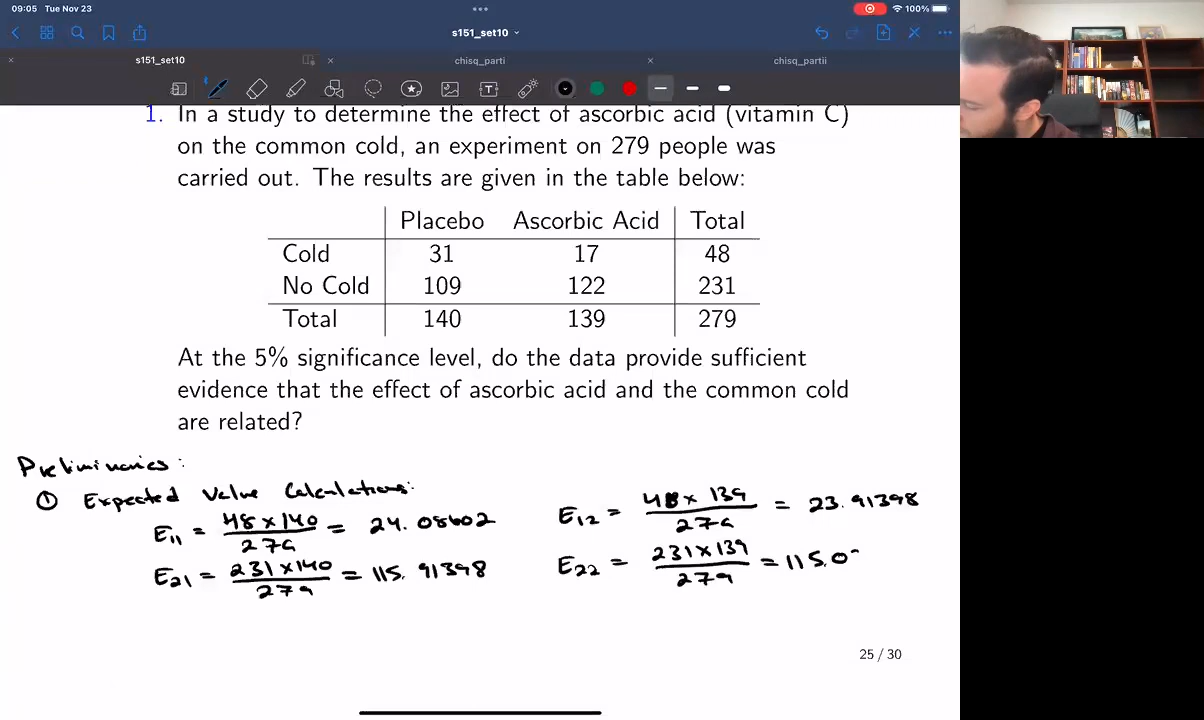 09:05 Tue Nov 23
100%
s151_set10
s151_set10
chisq_parti
chisq_partii
1. In a study to determine the effect of ascorbic acid (vitamin C)
on the common cold, an experiment on 279 people was
carried out. The results are given in the table below:
Placebo Ascorbic Acid Total
Cold 31 17 48
No Cold 109 122 231
Total 140 139 279
At the 5% significance level, do the data provide sufficient
evidence that the effect of ascorbic acid and the common cold
are related?
Preliminaries:
① Expected Value Calculations:
E₁₁ = 48 × 140 / 279 = 24.08602
E₁₂ = 48 × 139 / 279 = 23.91398
E₂₁ = 231 × 140 / 279 = 115.91398
E₂₂ = 231 × 139 / 279 = 115.0
25 / 30